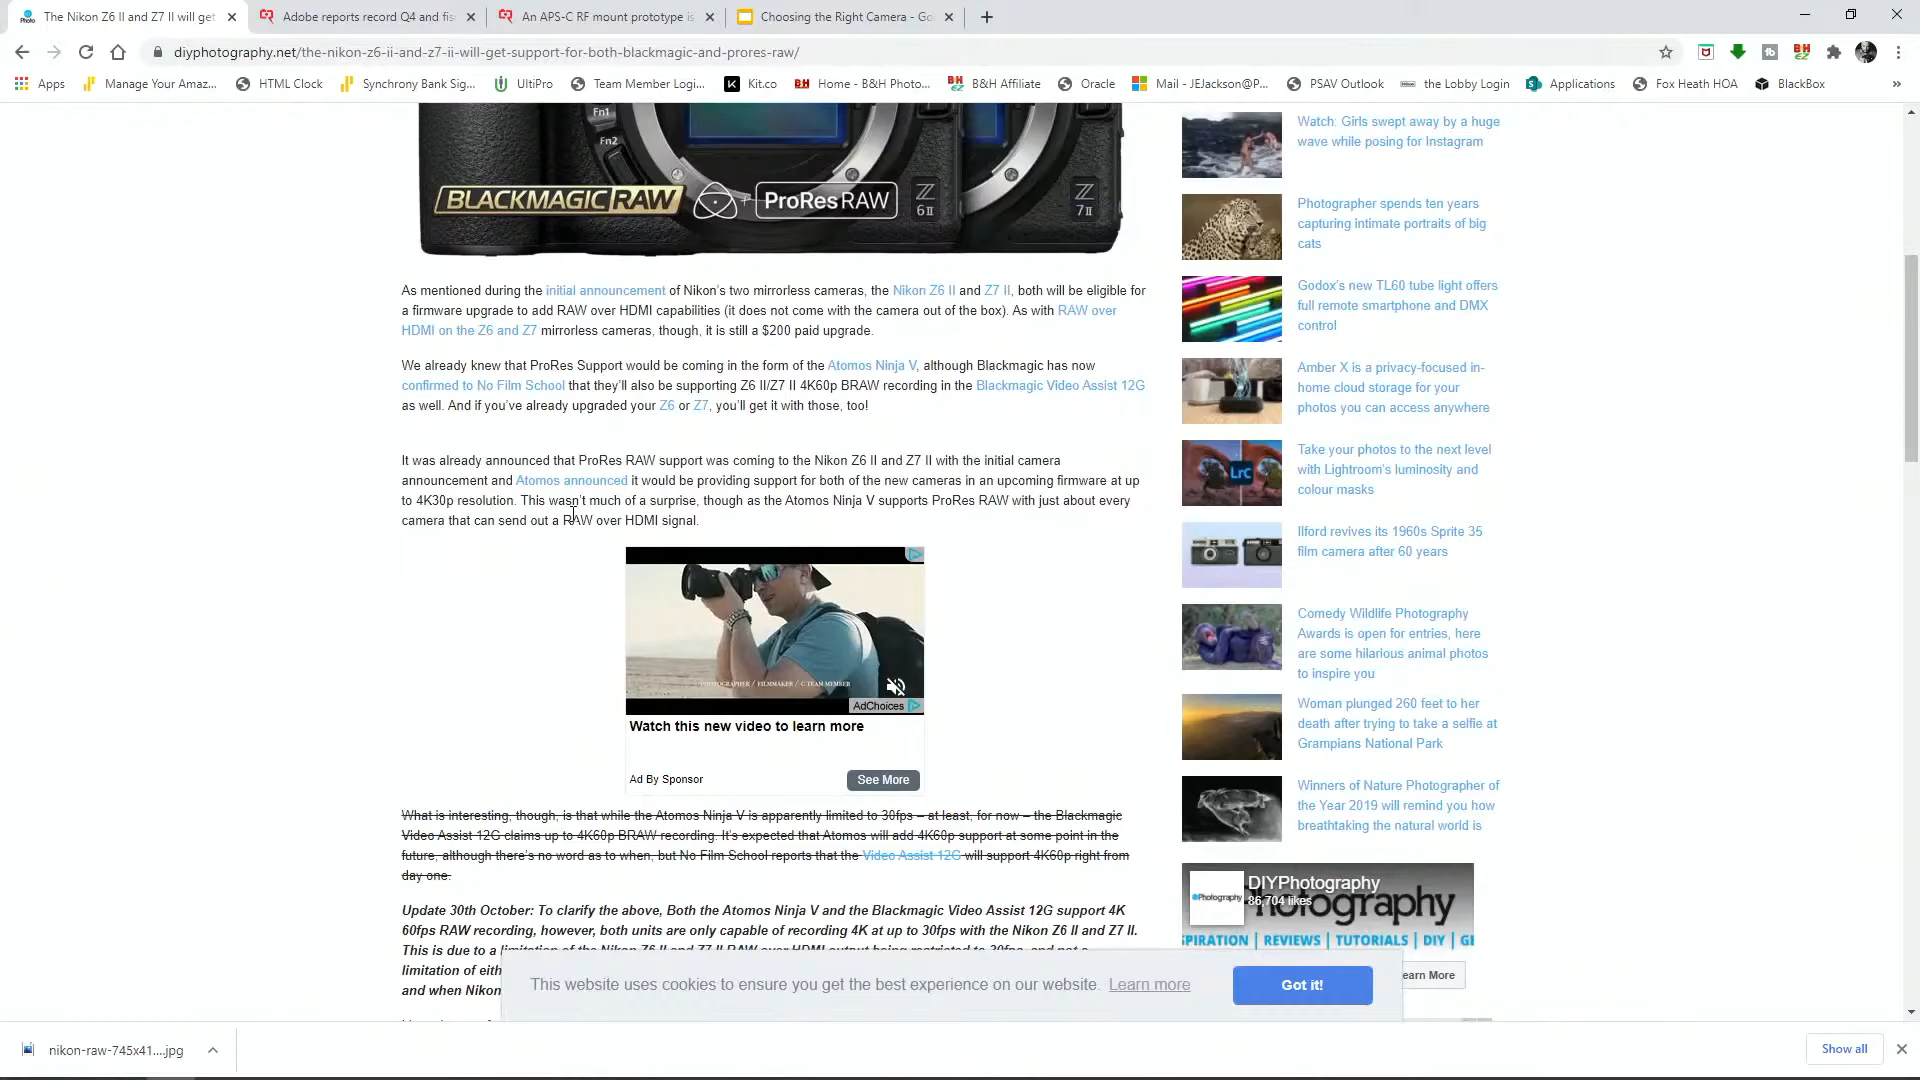 The Nikon Z6 II and Z7 II will get
Adobe reports record Q4 and fis
An APS-C RF mount prototype is
Choosing the Right Camera - Go
diyphotography.net/the-nikon-z6-ii-and-z7-ii-will-get-support-for-both-blackmagic-and-prores-raw/
Apps
Manage Your Amaz...
HTML Clock
Synchrony Bank Sig...
UltiPro
Team Member Logi...
Kit.co
Home - B&H Photo...
B&H Affiliate
Oracle
Mail - JEJackson@P...
PSAV Outlook
the Lobby Login
Applications
Fox Heath HOA
BlackBox
»
Fn1
Fn2
BLACKMAGIC RAW
+
ProRes RAW
Z
6II
Z
7II
As mentioned during the initial announcement of Nikon's two mirrorless cameras, the Nikon Z6 II and Z7 II, both will be eligible for
a firmware upgrade to add RAW over HDMI capabilities (it does not come with the camera out of the box). As with RAW over
HDMI on the Z6 and Z7 mirrorless cameras, though, it is still a $200 paid upgrade.
We already knew that ProRes Support would be coming in the form of the Atomos Ninja V, although Blackmagic has now
confirmed to No Film School that they'll also be supporting Z6 II/Z7 II 4K60p BRAW recording in the Blackmagic Video Assist 12G
as well. And if you've already upgraded your Z6 or Z7, you'll get it with those, too!
It was already announced that ProRes RAW support was coming to the Nikon Z6 II and Z7 II with the initial camera
announcement and Atomos announced it would be providing support for both of the new cameras in an upcoming firmware at up
to 4K30p resolution. This wasn't much of a surprise, though as the Atomos Ninja V supports ProRes RAW with just about every
camera that can send out a RAW over HDMI signal.
PHOTOGRAPHER / FILMMAKER / C TEAM MEMBER
AdChoices
Watch this new video to learn more
Ad By Sponsor
See More
What is interesting, though, is that while the Atomos Ninja V is apparently limited to 30fps – at least, for now – the Blackmagic
Video Assist 12G claims up to 4K60p BRAW recording. It's expected that Atomos will add 4K60p support at some point in the
future, although there's no word as to when, but No Film School reports that the Video Assist 12G will support 4K60p right from
day one.
Update 30th October: To clarify the above, Both the Atomos Ninja V and the Blackmagic Video Assist 12G support 4K
60fps RAW recording, however, both units are only capable of recording 4K at up to 30fps with the Nikon Z6 II and Z7 II.
This is due to a limitation of the Nikon Z6 II and Z7 II RAW over HDMI output being restricted to 30fps, and not a
limitation of eith
and when Nikon
Watch: Girls swept away by a huge
wave while posing for Instagram
Photographer spends ten years
capturing intimate portraits of big
cats
Godox's new TL60 tube light offers
full remote smartphone and DMX
control
Amber X is a privacy-focused in-
home cloud storage for your
photos you can access anywhere
LrC
Take your photos to the next level
with Lightroom's luminosity and
colour masks
Ilford revives its 1960s Sprite 35
film camera after 60 years
Comedy Wildlife Photography
Awards is open for entries, here
are some hilarious animal photos
to inspire you
Woman plunged 260 feet to her
death after trying to take a selfie at
Grampians National Park
Winners of Nature Photographer of
the Year 2019 will remind you how
breathtaking the natural world is
DIYPhotography
86,704 likes
Photography
hotography
SPIRATION | REVIEWS | TUTORIALS | DIY | GE
earn More
This website uses cookies to ensure you get the best experience on our website. Learn more
Got it!
nikon-raw-745x41....jpg
Show all